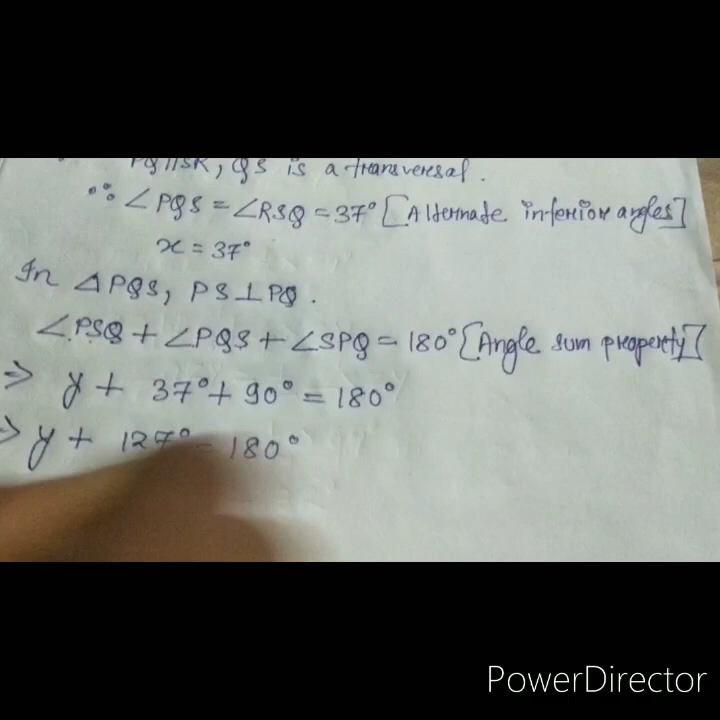 PQ||SR, QS is a transversal.
∴ ∠PQS = ∠RSQ = 37° [Alternate interior angles]
x = 37°
In △PQS, PS⊥PQ.
∠PSQ + ∠PQS + ∠SPQ = 180° [Angle sum property]
⇒ y + 37° + 90° = 180°
⇒ y + 127° = 180°
PowerDirector